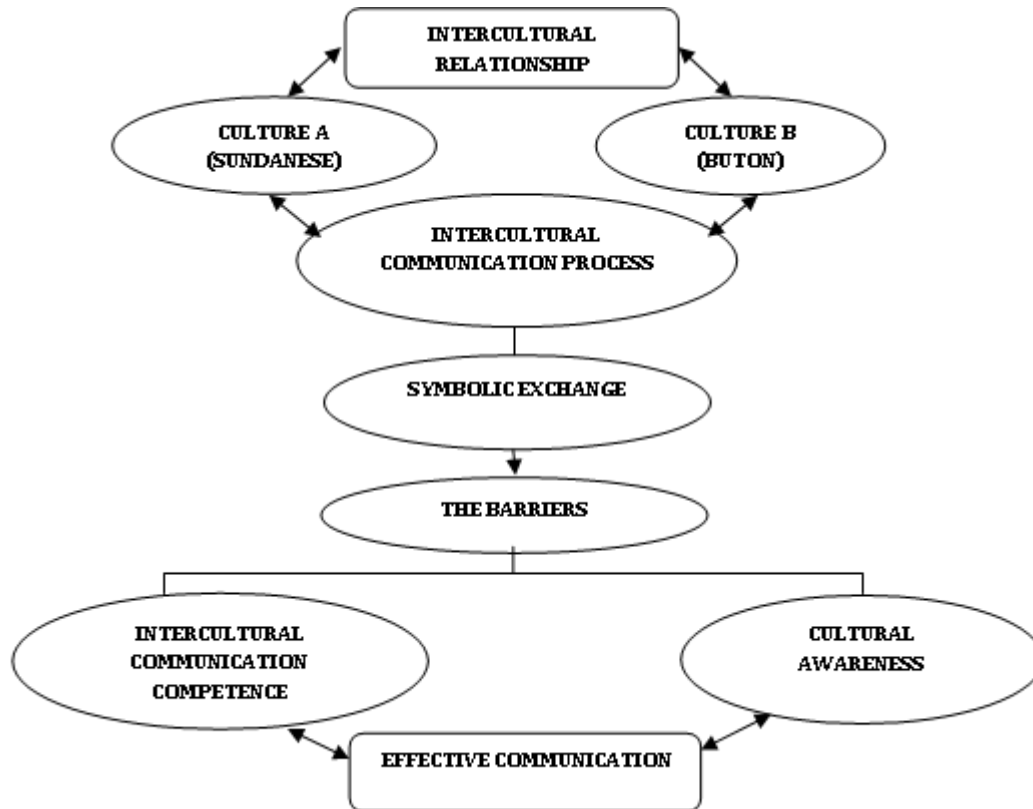 INTERCULTURAL
RELATIONSHIP
CULTURE A
(SUNDANESE)
CULTURE B
(BUTON)
INTERCULTURAL
COMMUNICATION PROCESS
SYMBOLIC EXCHANGE
THE BARRIERS
INTERCULTURAL
COMMUNICATION
COMPETENCE
CULTURAL
AWARENESS
EFFECTIVE COMMUNICATION